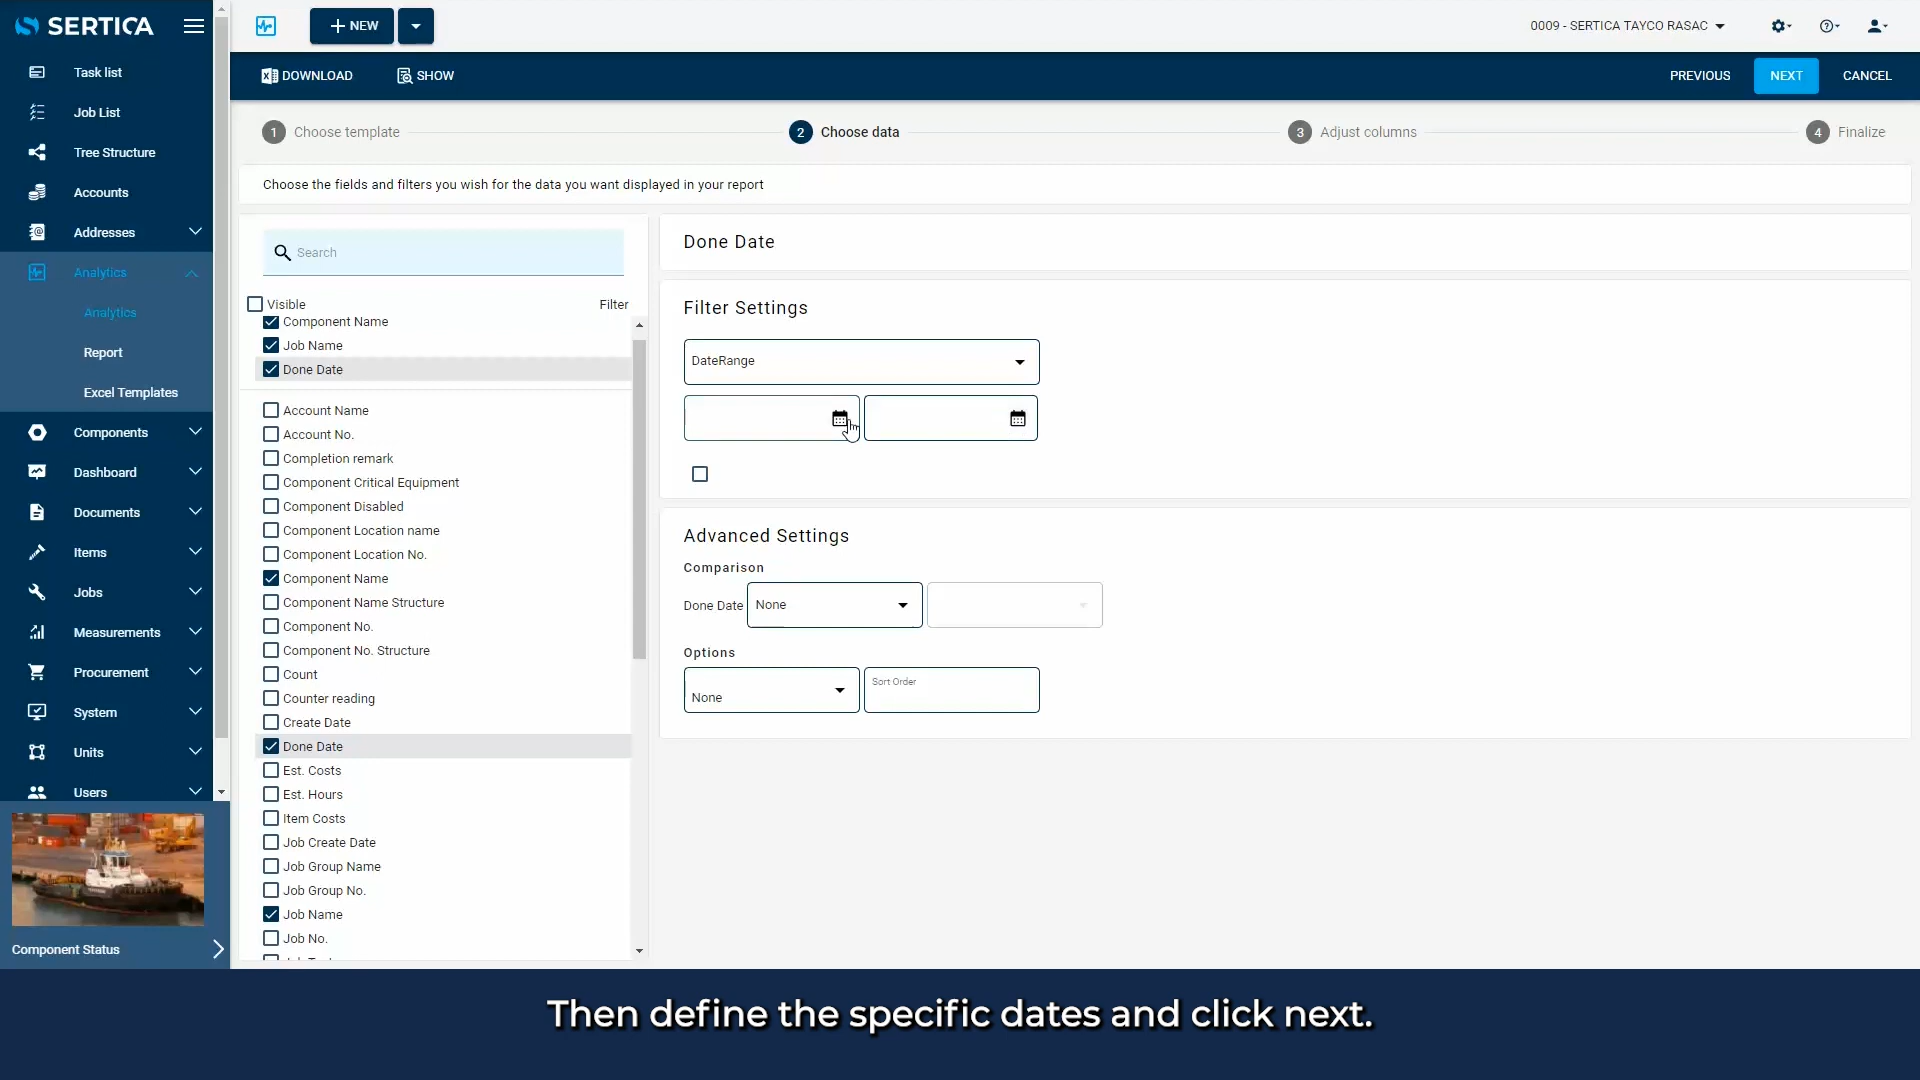 SERTICA
Task list
Job List
Tree Structure
Accounts
Addresses
Analytics
Analytics
Report
Excel Templates
Components
Dashboard
Documents
Items
Jobs
Measurements
Procurement
System
Units
Users
Component Status
NEW
0009 - SERTICA TAYCO RASAC
DOWNLOAD
SHOW
PREVIOUS
NEXT
CANCEL
1 Choose template
2 Choose data
3 Adjust columns
4 Finalize
Choose the fields and filters you wish for the data you want displayed in your report
Search
Visible
Filter
Component Name
Job Name
Done Date
Account Name
Account No.
Completion remark
Component Critical Equipment
Component Disabled
Component Location name
Component Location No.
Component Name
Component Name Structure
Component No.
Component No. Structure
Count
Counter reading
Create Date
Done Date
Est. Costs
Est. Hours
Item Costs
Job Create Date
Job Group Name
Job Group No.
Job Name
Job No.
Done Date
Filter Settings
DateRange
Advanced Settings
Comparison
Done Date None
Options
None
Sort Order
Then define the specific dates and click next.